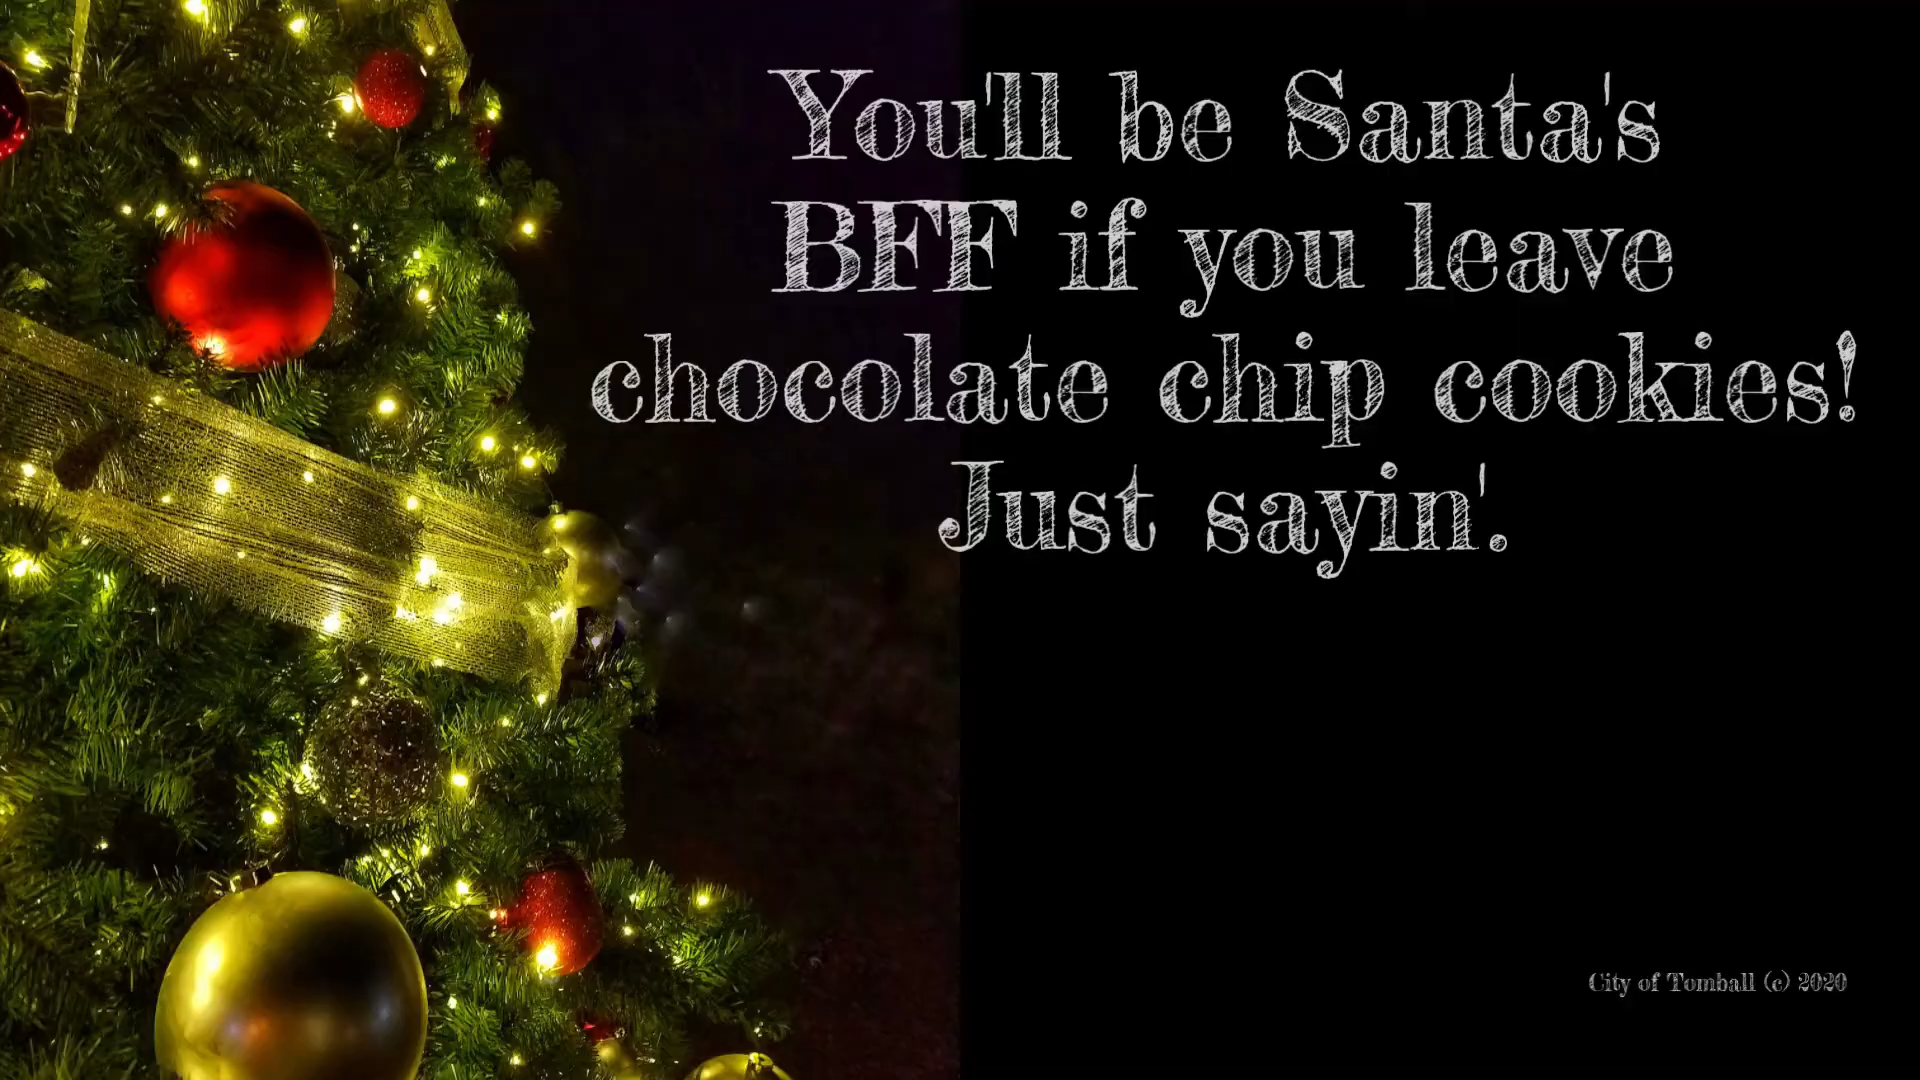 You'll be Santa's
BFF if you leave
chocolate chip cookies!
Just sayin'.
City of Tomball (c) 2020